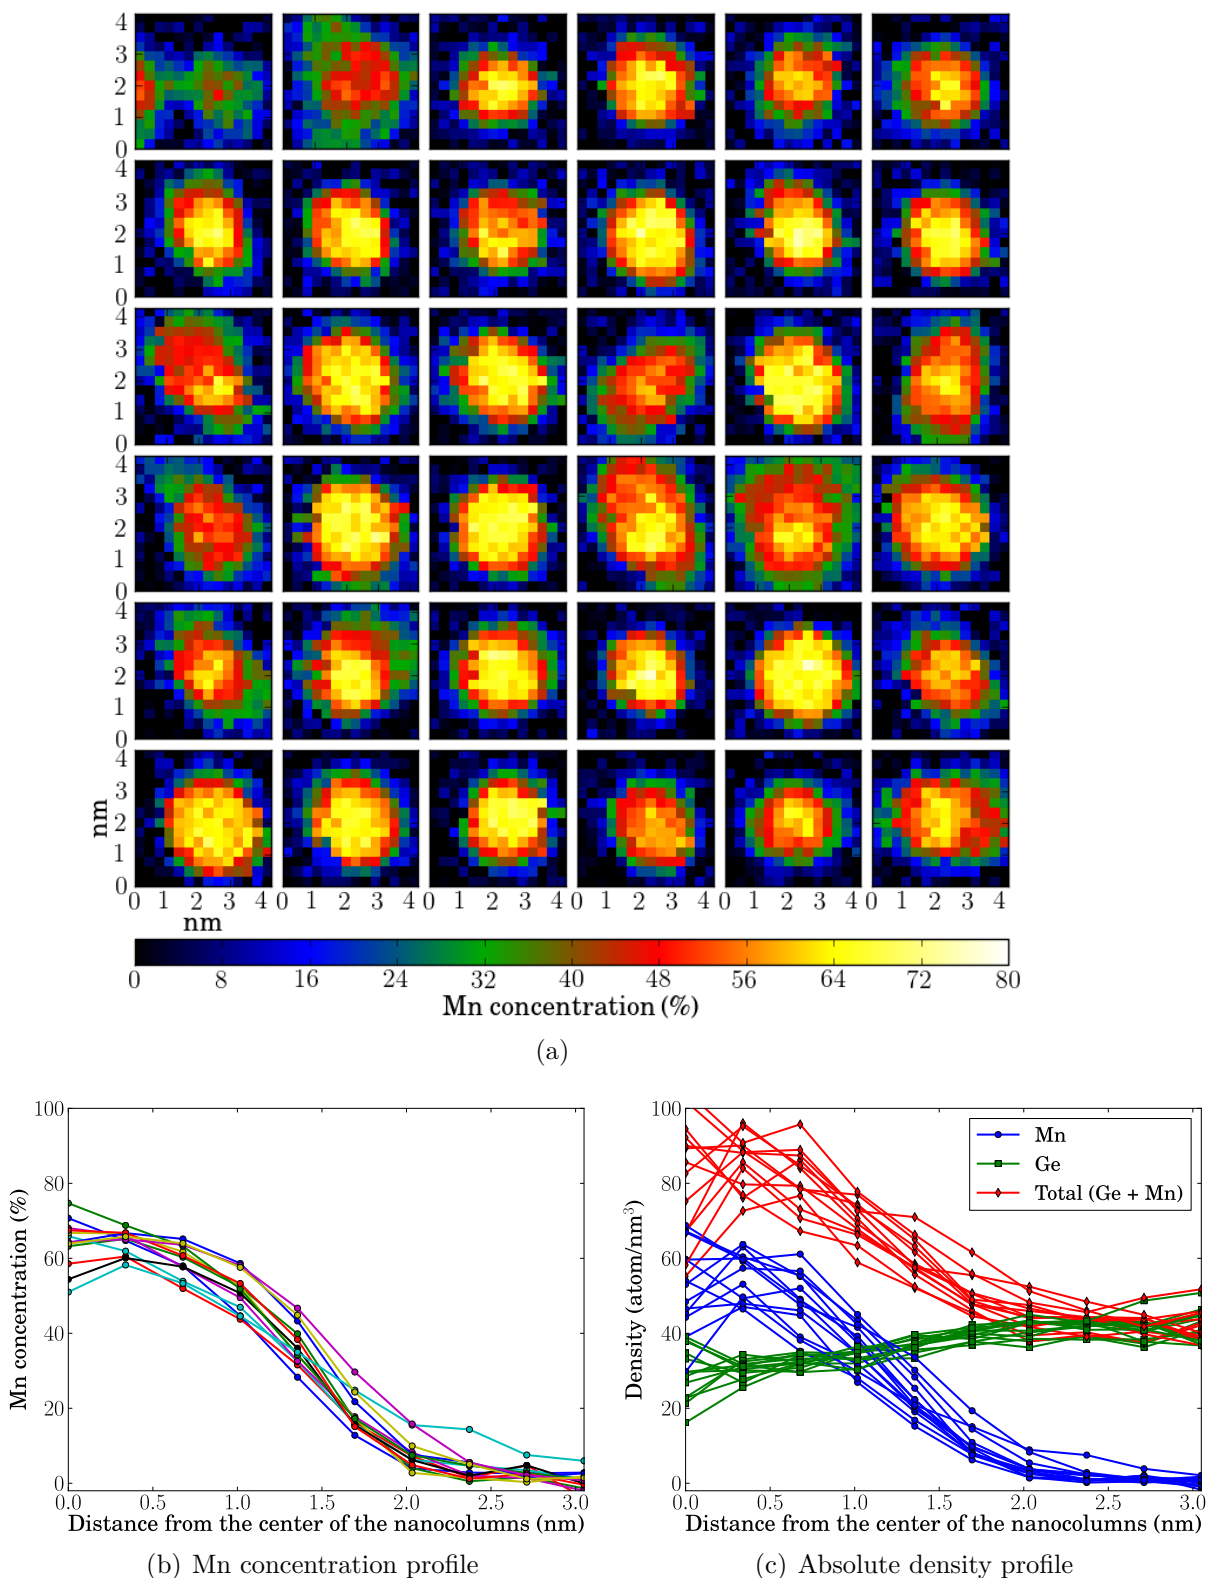 4
3
2
1
0
4
3
2
1
0
4
3
2
1
0
4
3
2
1
0
4
3
2
1
0
4
3
2
1
0
nm
0 1 2 3 4 0 1 2 3 4 0 1 2 3 4 0 1 2 3 4 0 1 2 3 4 0 1 2 3 4
nm
0 8 16 24 32 40 48 56 64 72 80
Mn concentration (%)
(a)
100
80
60
40
20
0
Mn concentration (%)
0.0 0.5 1.0 1.5 2.0 2.5 3.0
Distance from the center of the nanocolumns (nm)
(b) Mn concentration profile
100
80
60
40
20
0
Density (atom/nm³)
Mn
Ge
Total (Ge + Mn)
0.0 0.5 1.0 1.5 2.0 2.5 3.0
Distance from the center of the nanocolumns (nm)
(c) Absolute density profile